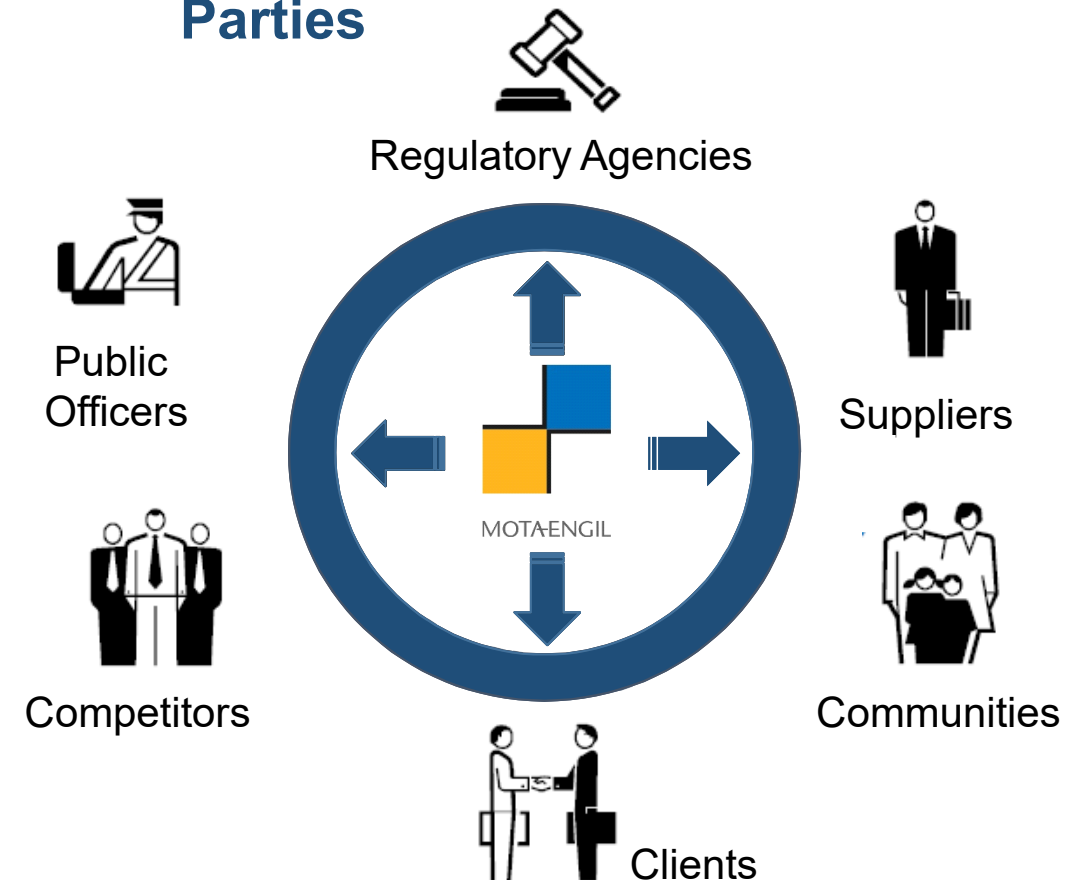 Parties
Regulatory Agencies
Public
Officers
Suppliers
MOTA-ENGIL
Competitors
Communities
Clients